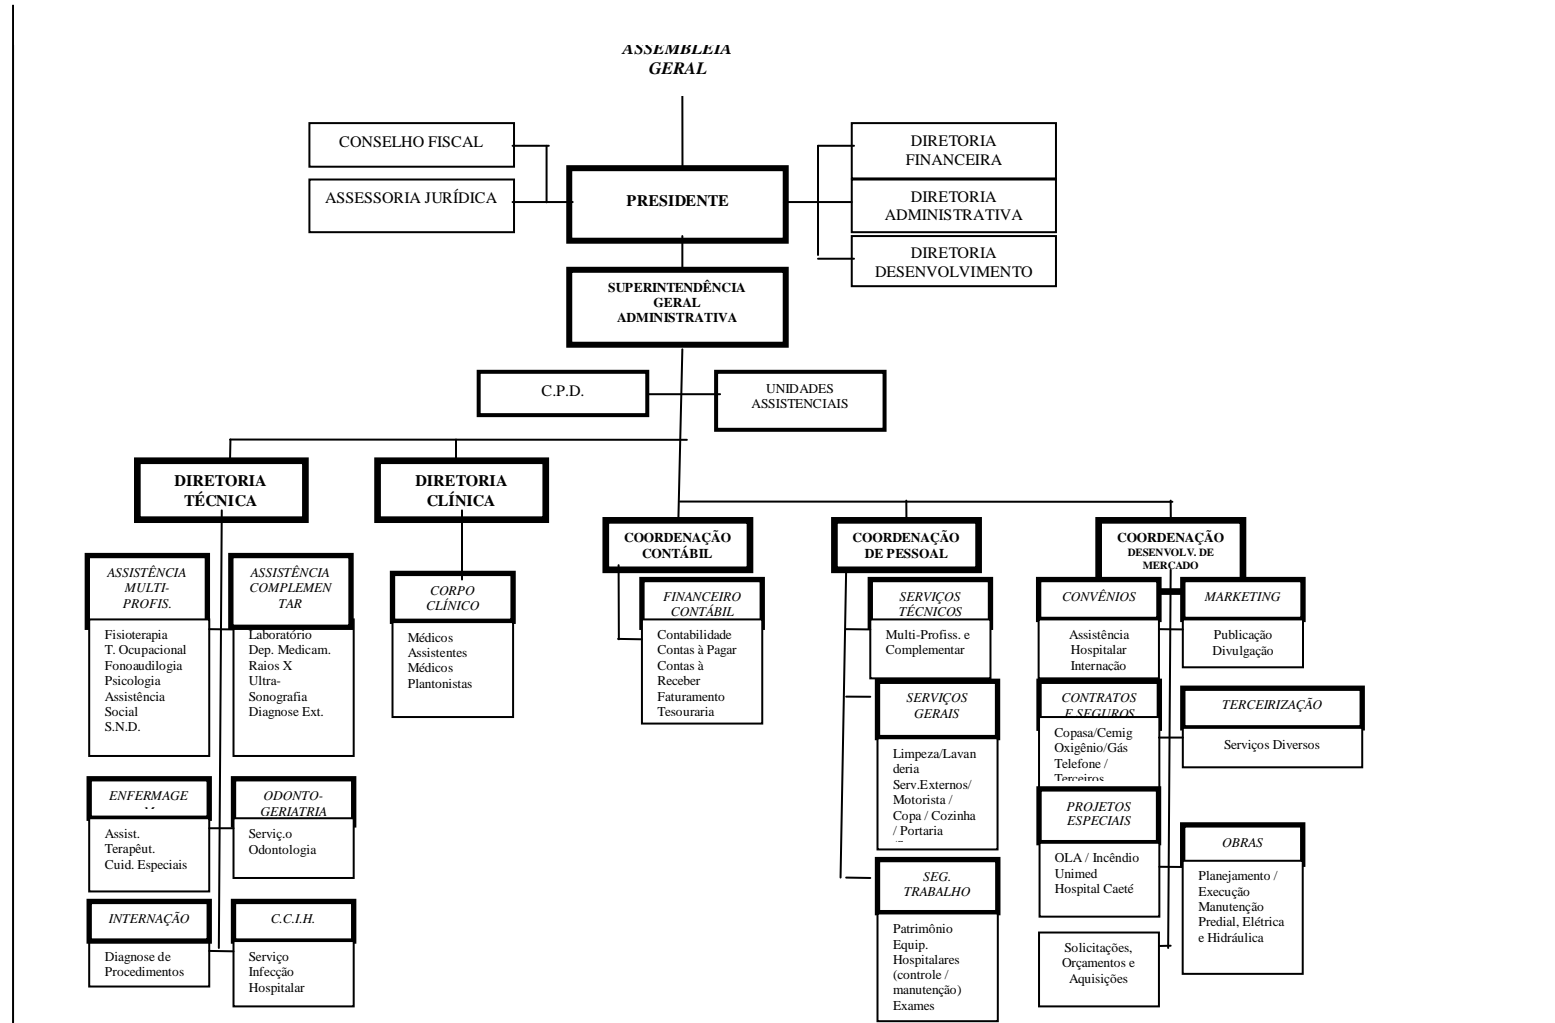 ASSEMBLEIA
GERAL
CONSELHO FISCAL
ASSESSORIA JURÍDICA
PRESIDENTE
DIRETORIA
FINANCEIRA
DIRETORIA
ADMINISTRATIVA
DIRETORIA
DESENVOLVIMENTO
SUPERINTENDÊNCIA
GERAL
ADMINISTRATIVA
C.P.D.
UNIDADES
ASSISTENCIAIS
DIRETORIA
TÉCNICA
DIRETORIA
CLÍNICA
COORDENAÇÃO
CONTÁBIL
COORDENAÇÃO
DE PESSOAL
COORDENAÇÃO
DESENVOLV. DE
MERCADO
ASSISTÊNCIA
MULTI-
PROFIS.
Fisioterapia
T. Ocupacional
Fonoaudilogia
Psicologia
Assistência
Social
S.N.D.
ASSISTÊNCIA
COMPLEMEN
TAR
Laboratório
Dep. Medicam.
Raios X
Ultra-
Sonografia
Diagnose Ext.
ENFERMAGE
Assist.
Terapêut.
Cuid. Especiais
ODONTO-
GERIATRIA
Serviç.o
Odontologia
INTERNAÇÃO
Diagnose de
Procedimentos
C.C.I.H.
Serviço
Infecção
Hospitalar
CORPO
CLÍNICO
Médicos
Assistentes
Médicos
Plantonistas
FINANCEIRO
CONTÁBIL
Contabilidade
Contas à Pagar
Contas à
Receber
Faturamento
Tesouraria
SERVIÇOS
TÉCNICOS
Multi-Profiss. e
Complementar
SERVIÇOS
GERAIS
Limpeza/Lavan
deria
Serv.Externos/
Motorista /
Copa / Cozinha
/ Portaria
SEG.
TRABALHO
Patrimônio
Equip.
Hospitalares
(controle /
manutenção)
Exames
CONVÊNIOS
Assistência
Hospitalar
Internação
MARKETING
Publicação
Divulgação
CONTRATOS
E SEGUROS
Copasa/Cemig
Oxigênio/Gás
Telefone /
Terceiros
TERCEIRIZAÇÃO
Serviços Diversos
PROJETOS
ESPECIAIS
OLA / Incêndio
Unimed
Hospital Caeté
OBRAS
Planejamento /
Execução
Manutenção
Predial, Elétrica
e Hidráulica
Solicitações,
Orçamentos e
Aquisições